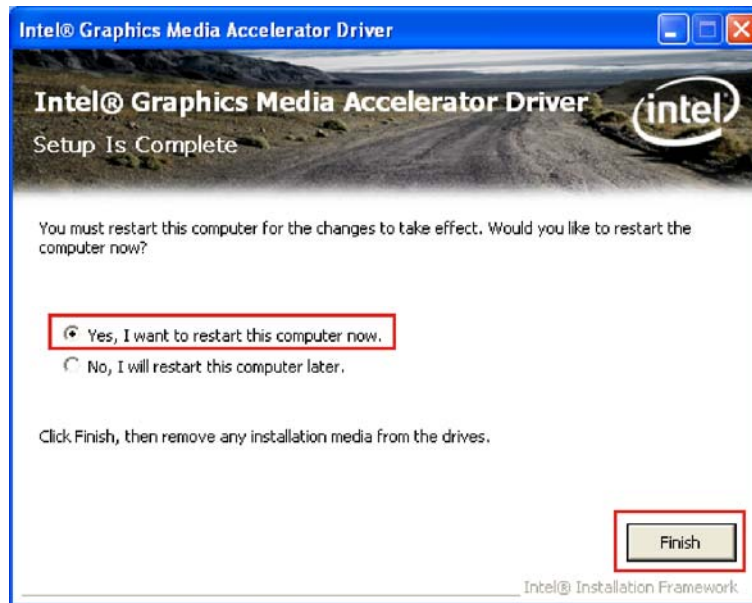 Intel® Graphics Media Accelerator Driver
Intel® Graphics Media Accelerator Driver
intel
Setup Is Complete
You must restart this computer for the changes to take effect. Would you like to restart the
computer now?
Yes, I want to restart this computer now.
No, I will restart this computer later.
Click Finish, then remove any installation media from the drives.
Finish
Intel® Installation Framework